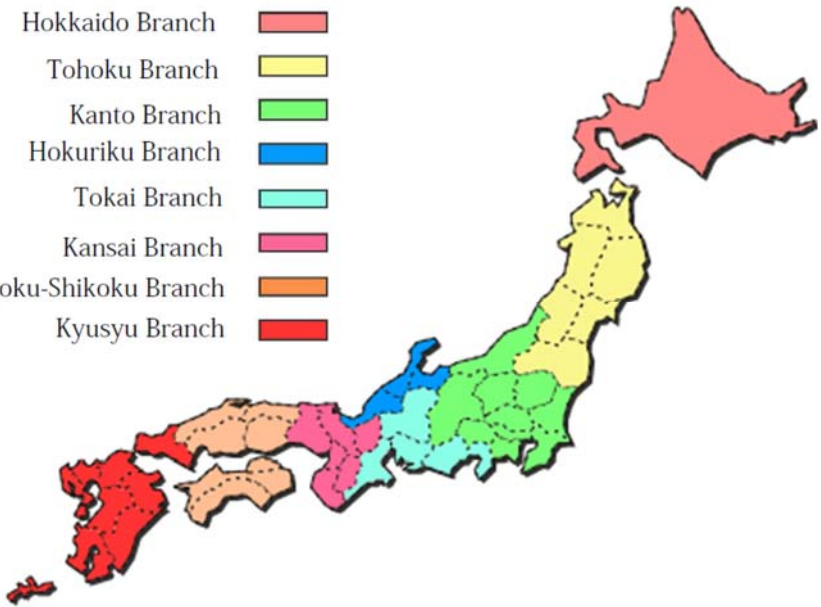 Hokkaido Branch
Tohoku Branch
Kanto Branch
Hokuriku Branch
Tokai Branch
Kansai Branch
oku-Shikoku Branch
Kyusyu Branch